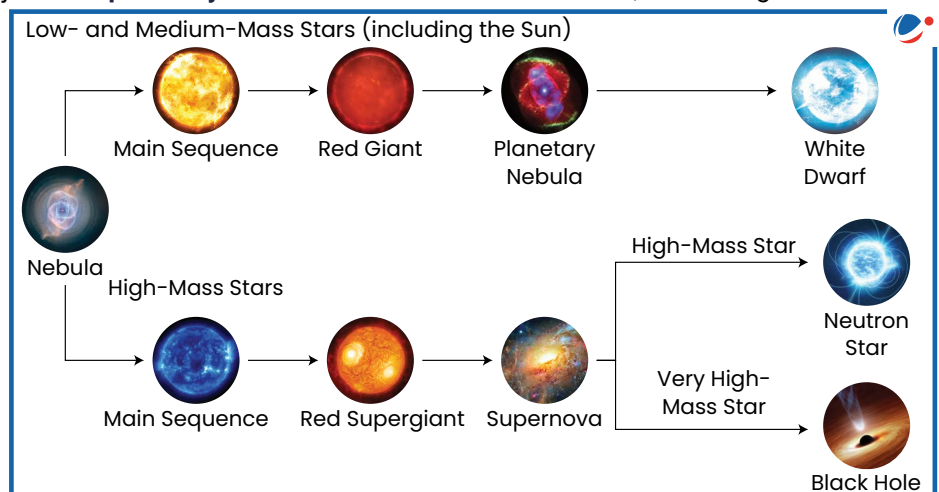 Low- and Medium-Mass Stars (including the Sun)
Main Sequence
Red Giant
Planetary
Nebula
White
Dwarf
Nebula
High-Mass Stars
Main Sequence
Red Supergiant
Supernova
High-Mass Star
Neutron
Star
Very High-
Mass Star
Black Hole